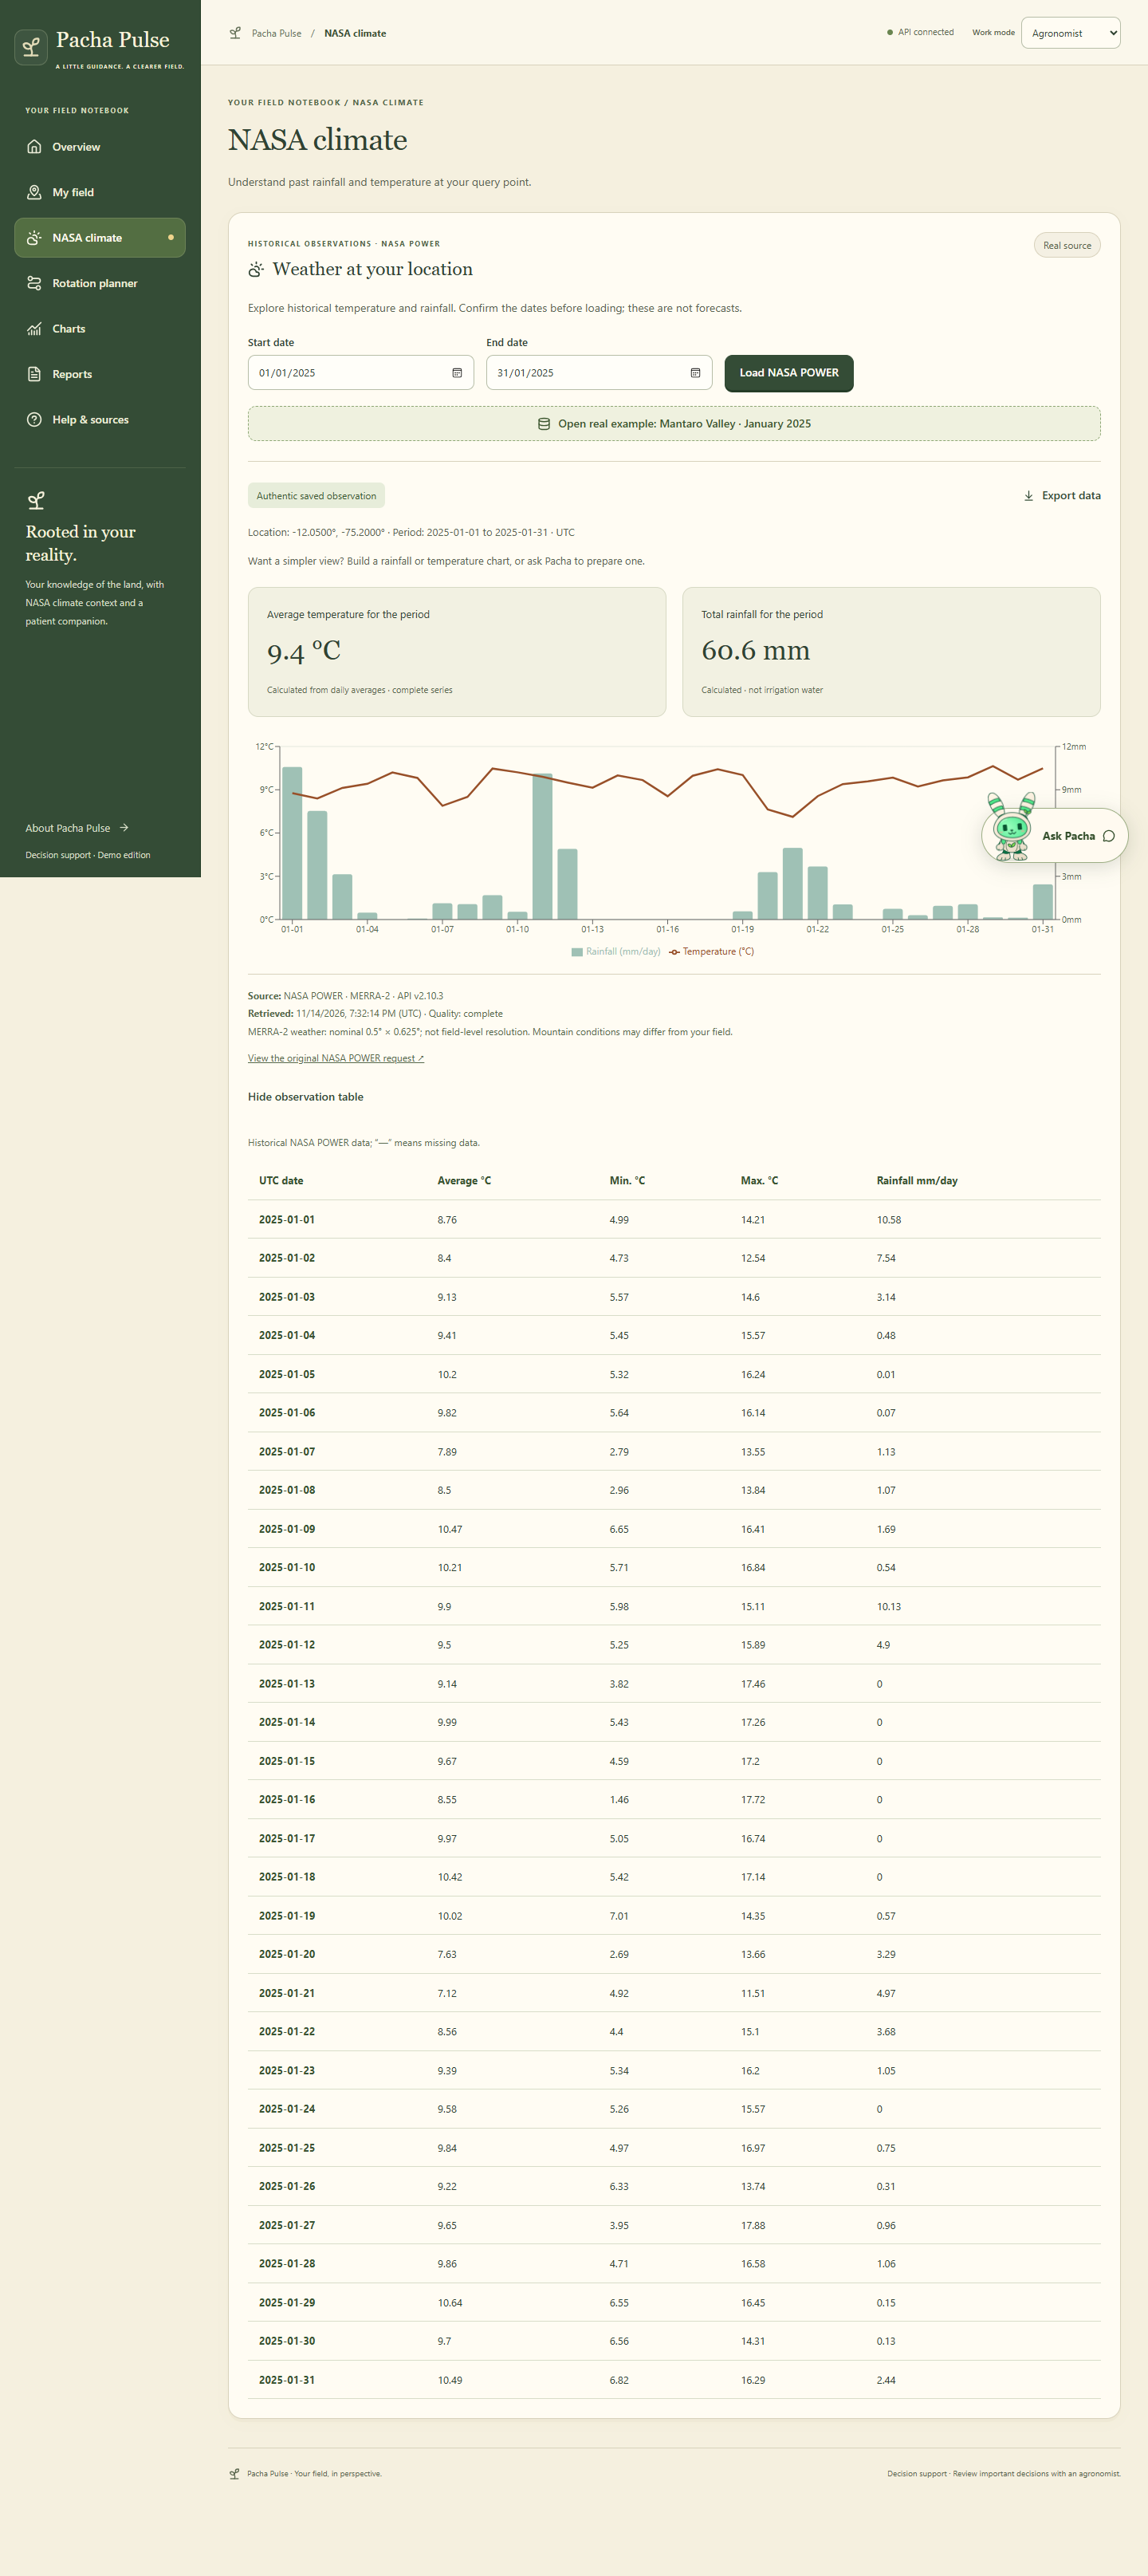 Pacha Pulse
A LITTLE GUIDANCE. A CLEARER FIELD.
YOUR FIELD NOTEBOOK
Overview
My field
NASA climate
Rotation planner
Charts
Reports
Help & sources
Rooted in your
reality.
Your knowledge of the land, with
NASA climate context and a
patient companion.
About Pacha Pulse →
Decision support · Demo edition
Pacha Pulse / NASA climate
API connected Work mode Agronomist
YOUR FIELD NOTEBOOK / NASA CLIMATE
NASA climate
Understand past rainfall and temperature at your query point.
HISTORICAL OBSERVATIONS · NASA POWER
Real source
Weather at your location
Explore historical temperature and rainfall. Confirm the dates before loading; these are not forecasts.
Start date End date
01/01/2025 31/01/2025 Load NASA POWER
Open real example: Mantaro Valley · January 2025
Authentic saved observation Export data
Location: -12.0500°, -75.2000° · Period: 2025-01-01 to 2025-01-31 · UTC
Want a simpler view? Build a rainfall or temperature chart, or ask Pacha to prepare one.
Average temperature for the period Total rainfall for the period
9.4 °C 60.6 mm
Calculated from daily averages · complete series Calculated · not irrigation water
12°C 12mm
9°C 9mm
6°C
Ask Pacha
3°C 3mm
0°C 0mm
01-01 01-04 01-07 01-10 01-13 01-16 01-19 01-22 01-25 01-28 01-31
Rainfall (mm/day) Temperature (°C)
Source: NASA POWER · MERRA-2 · API v2.10.3
Retrieved: 11/14/2026, 7:32:14 PM (UTC) · Quality: complete
MERRA-2 weather: nominal 0.5° × 0.625°; not field-level resolution. Mountain conditions may differ from your field.
View the original NASA POWER request ↗
Hide observation table
Historical NASA POWER data; "—" means missing data.
UTC date Average °C Min. °C Max. °C Rainfall mm/day
2025-01-01 8.76 4.99 14.21 10.58
2025-01-02 8.4 4.73 12.54 7.54
2025-01-03 9.13 5.57 14.6 3.14
2025-01-04 9.41 5.45 15.57 0.48
2025-01-05 10.2 5.32 16.24 0.01
2025-01-06 9.82 5.64 16.14 0.07
2025-01-07 7.89 2.79 13.55 1.13
2025-01-08 8.5 2.96 13.84 1.07
2025-01-09 10.47 6.65 16.41 1.69
2025-01-10 10.21 5.71 16.84 0.54
2025-01-11 9.9 5.98 15.11 10.13
2025-01-12 9.5 5.25 15.89 4.9
2025-01-13 9.14 3.82 17.46 0
2025-01-14 9.99 5.43 17.26 0
2025-01-15 9.67 4.59 17.2 0
2025-01-16 8.55 1.46 17.72 0
2025-01-17 9.97 5.05 16.74 0
2025-01-18 10.42 5.42 17.14 0
2025-01-19 10.02 7.01 14.35 0.57
2025-01-20 7.63 2.69 13.66 3.29
2025-01-21 7.12 4.92 11.51 4.97
2025-01-22 8.56 4.4 15.1 3.68
2025-01-23 9.39 5.34 16.2 1.05
2025-01-24 9.58 5.26 15.57 0
2025-01-25 9.84 4.97 16.97 0.75
2025-01-26 9.22 6.33 13.74 0.31
2025-01-27 9.65 3.95 17.88 0.96
2025-01-28 9.86 4.71 16.58 1.06
2025-01-29 10.64 6.55 16.45 0.15
2025-01-30 9.7 6.56 14.31 0.13
2025-01-31 10.49 6.82 16.29 2.44
Pacha Pulse · Your field, in perspective. Decision support · Review important decisions with an agronomist.